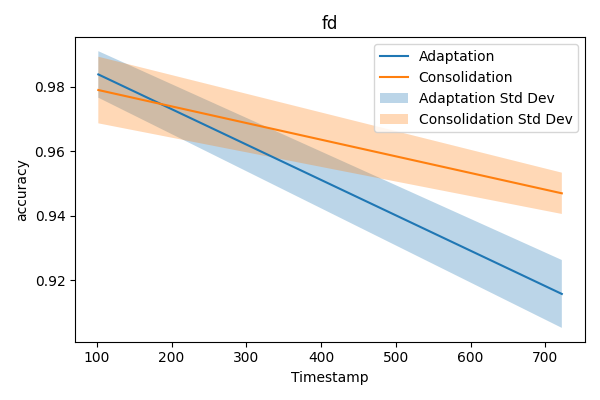 fd
Adaptation
Consolidation
Adaptation Std Dev
Consolidation Std Dev
0.98
0.96
0.94
0.92
accuracy
100 200 300 400 500 600 700
Timestamp